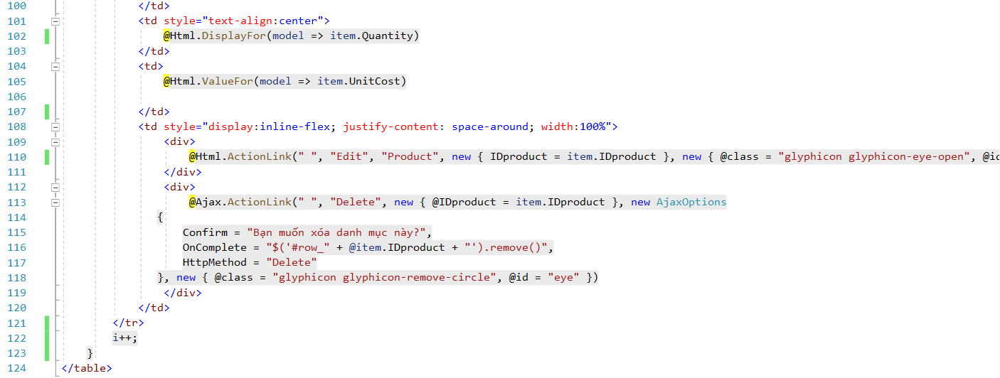 100 </td>
101 <td style="text-align:center">
102 @Html.DisplayFor(model => item.Quantity)
103 </td>
104 <td>
105 @Html.ValueFor(model => item.UnitCost)
106
107 </td>
108 <td style="display:inline-flex; justify-content: space-around; width:100%">
109 <div>
110 @Html.ActionLink(" ", "Edit", "Product", new { IDproduct = item.IDproduct }, new { @class = "glyphicon glyphicon-eye-open", @id
111 </div>
112 <div>
113 @Ajax.ActionLink(" ", "Delete", new { @IDproduct = item.IDproduct }, new AjaxOptions
114 {
115 Confirm = "Bạn muốn xóa danh mục này?",
116 OnComplete = "$('#row_" + @item.IDproduct + "').remove()",
117 HttpMethod = "Delete"
118 }, new { @class = "glyphicon glyphicon-remove-circle", @id = "eye" })
119 </div>
120 </td>
121 </tr>
122 i++;
123 }
124 </table>